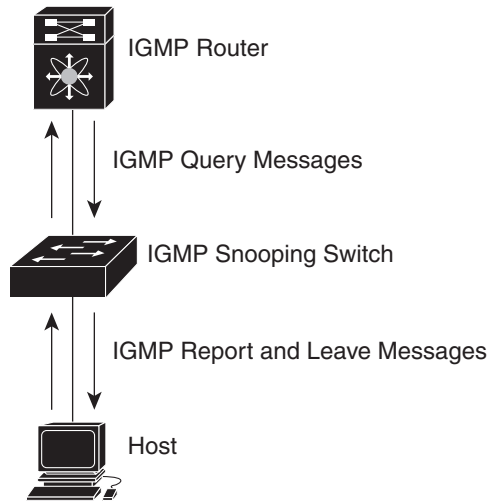 IGMP Router
IGMP Query Messages
IGMP Snooping Switch
IGMP Report and Leave Messages
Host